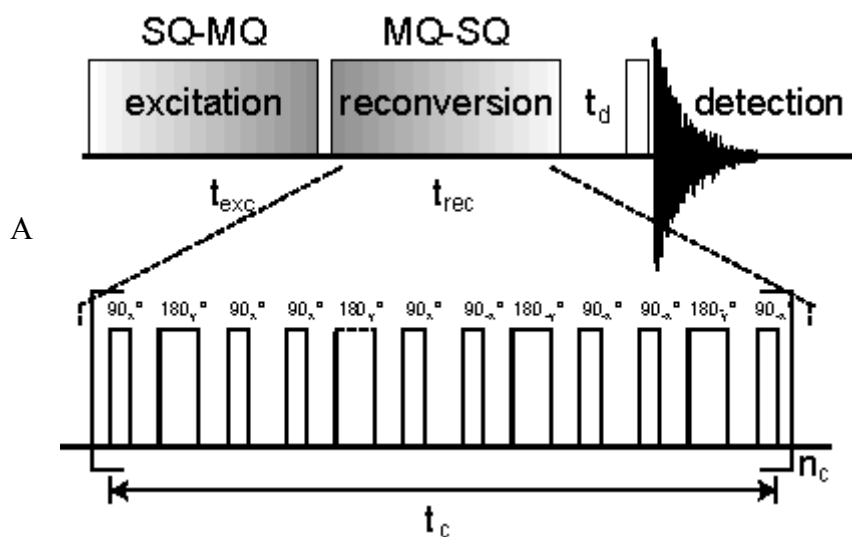 SQ-MQ MQ-SQ
excitation reconversion t_d detection
t_exc t_rec
A
90_x° 180_Y° 90_x° 90_x° 180_Y° 90_x° 90_-x° 180_-Y° 90_-x° 90_-x° 180_Y° 90_-x°
n_c
t_c